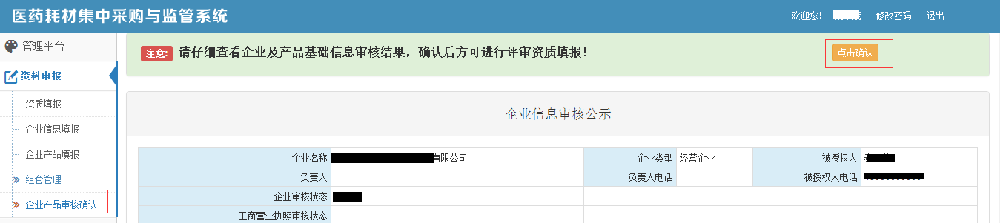 医药耗材集中采购与监管系统
欢迎您! 修改密码 退出
管理平台
资料申报
资质填报
企业信息填报
企业产品填报
组套管理
企业产品审核确认
注意: 请仔细查看企业及产品基础信息审核结果，确认后方可进行评审资质填报!
点击确认
企业信息审核公示
企业名称 有限公司 企业类型 经营企业 被授权人
负责人 负责人电话 被授权人电话
企业审核状态
工商营业执照审核状态